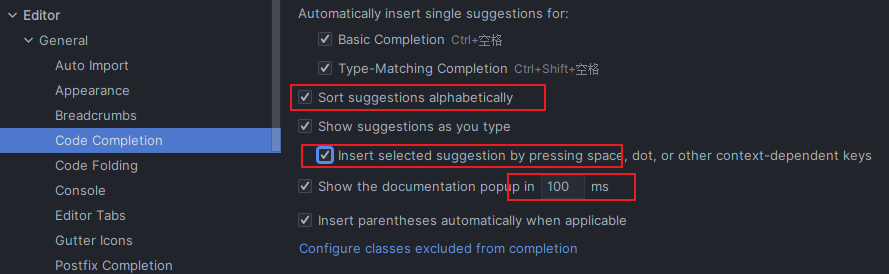 Editor
General
Auto Import
Appearance
Breadcrumbs
Code Completion
Code Folding
Console
Editor Tabs
Gutter Icons
Postfix Completion
Automatically insert single suggestions for:
Basic Completion Ctrl+空格
Type-Matching Completion Ctrl+Shift+空格
Sort suggestions alphabetically
Show suggestions as you type
Insert selected suggestion by pressing space, dot, or other context-dependent keys
Show the documentation popup in 100 ms
Insert parentheses automatically when applicable
Configure classes excluded from completion